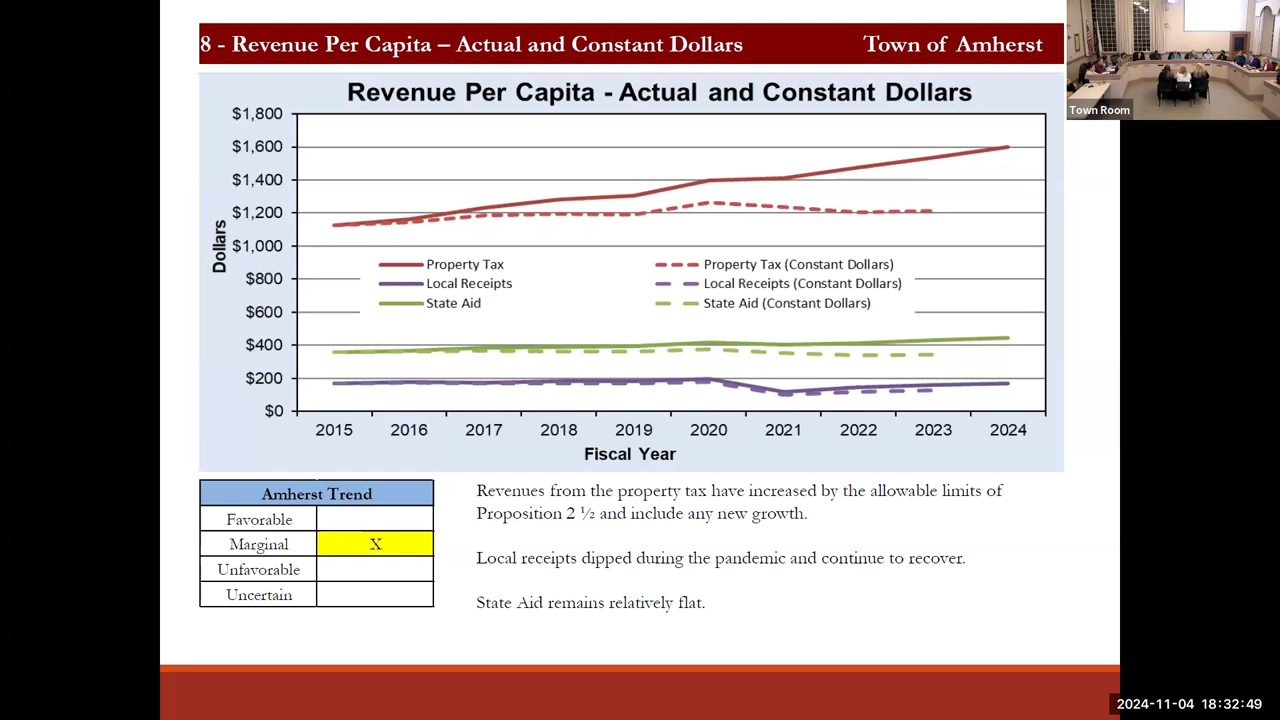 8 - Revenue Per Capita – Actual and Constant Dollars
Town of Amherst
Town Room
Revenue Per Capita - Actual and Constant Dollars
$1,800
$1,600
$1,400
$1,200
$1,000
$800
$600
$400
$200
$0
Dollars
Property Tax
Property Tax (Constant Dollars)
Local Receipts
Local Receipts (Constant Dollars)
State Aid
State Aid (Constant Dollars)
2015 2016 2017 2018 2019 2020 2021 2022 2023 2024
Fiscal Year
Amherst Trend
Favorable
Marginal X
Unfavorable
Uncertain
Revenues from the property tax have increased by the allowable limits of
Proposition 2 ½ and include any new growth.
Local receipts dipped during the pandemic and continue to recover.
State Aid remains relatively flat.
2024-11-04 18:32:49